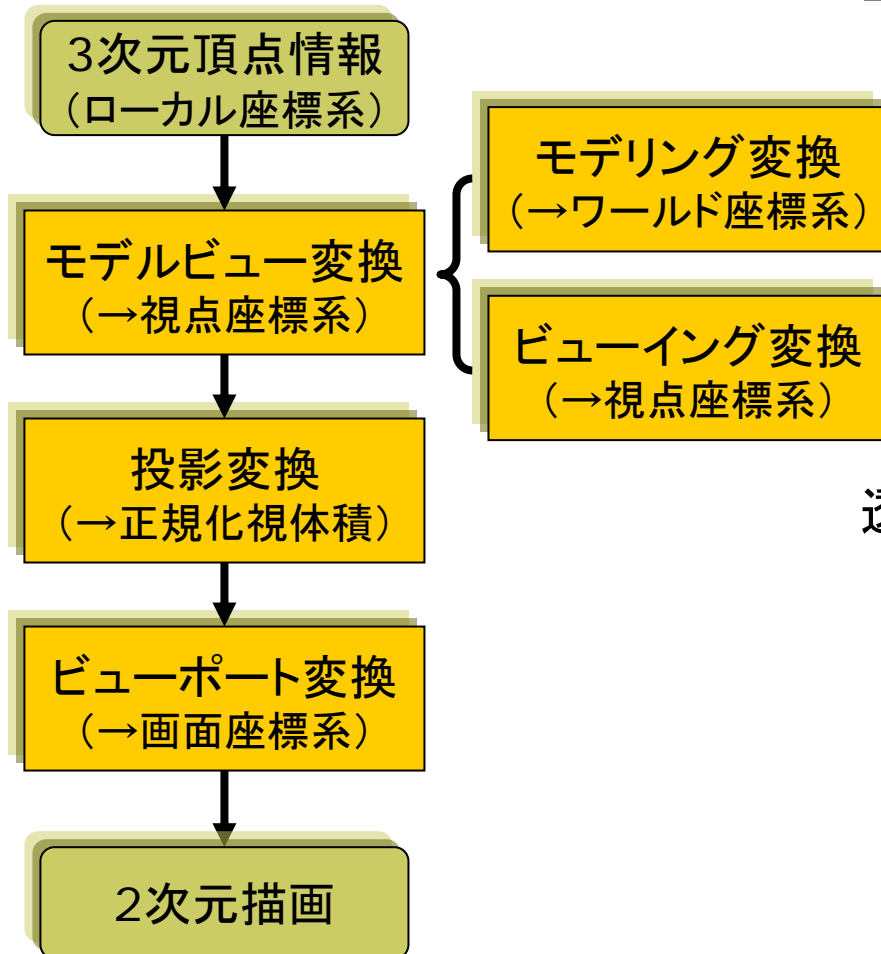 3次元頂点情報
（ローカル座標系）
モデルビュー変換
（→視点座標系）
モデリング変換
（→ワールド座標系）
ビューイング変換
（→視点座標系）
投影変換
（→正規化視体積）
ビューポート変換
（→画面座標系）
2次元描画